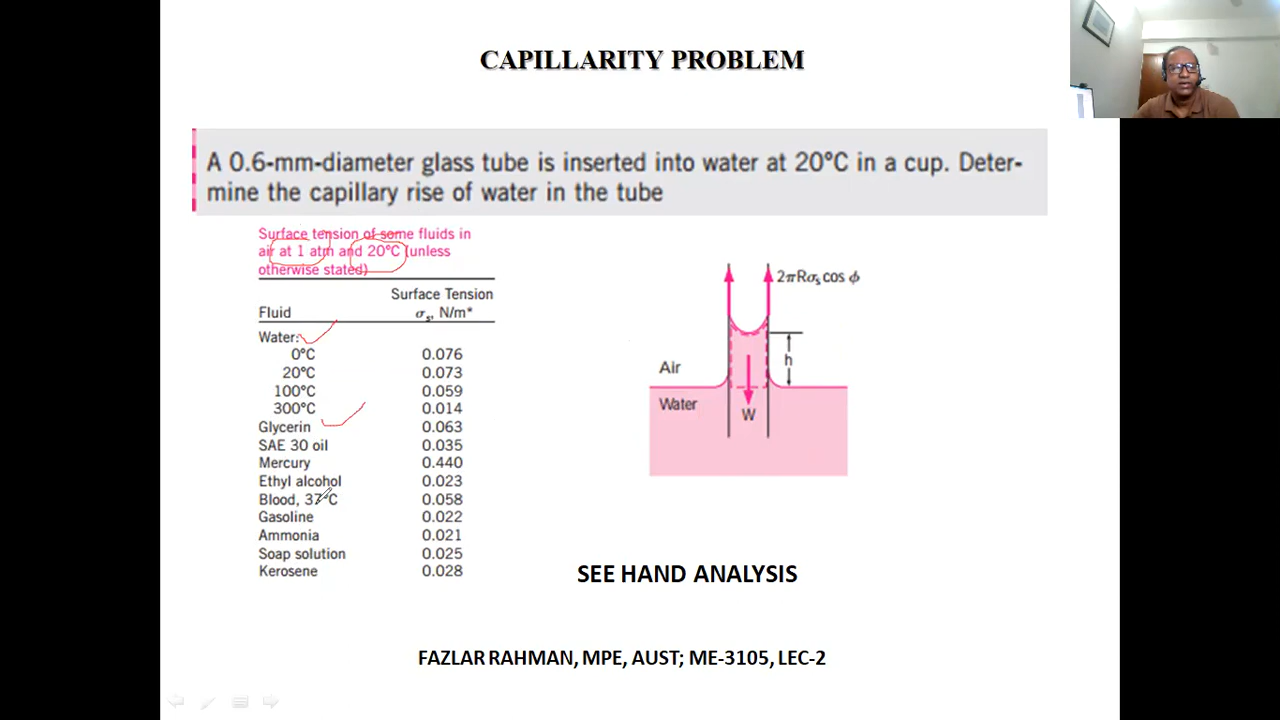 CAPILLARITY PROBLEM
A 0.6-mm-diameter glass tube is inserted into water at 20°C in a cup. Deter-
mine the capillary rise of water in the tube
Surface tension of some fluids in
air at 1 atm and 20°C (unless
otherwise stated)
Surface Tension
Fluid σs, N/m*
Water:
0°C 0.076
20°C 0.073
100°C 0.059
300°C 0.014
Glycerin 0.063
SAE 30 oil 0.035
Mercury 0.440
Ethyl alcohol 0.023
Blood, 37°C 0.058
Gasoline 0.022
Ammonia 0.021
Soap solution 0.025
Kerosene 0.028
2πRσs cos ϕ
h
Air
Water
W
SEE HAND ANALYSIS
FAZLAR RAHMAN, MPE, AUST; ME-3105, LEC-2